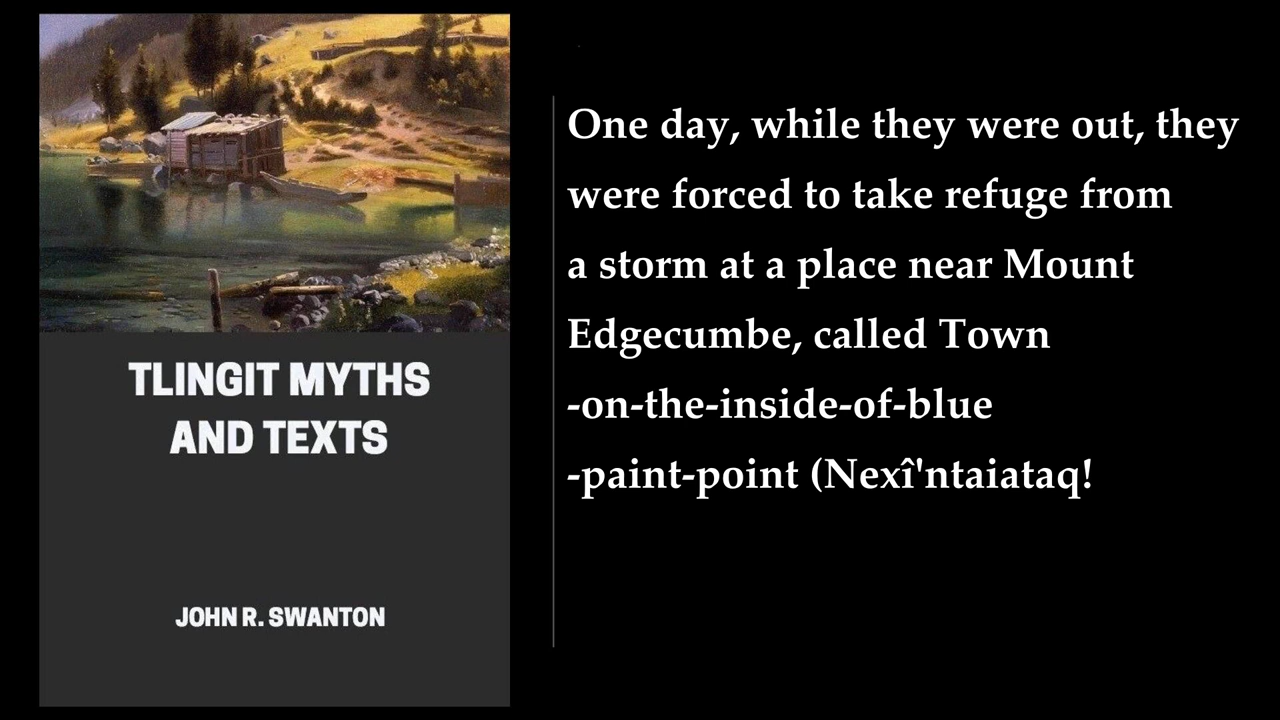 TLINGIT MYTHS
AND TEXTS
JOHN R. SWANTON
One day, while they were out, they
were forced to take refuge from
a storm at a place near Mount
Edgecumbe, called Town
-on-the-inside-of-blue
-paint-point (Nexî'ntaiataq!